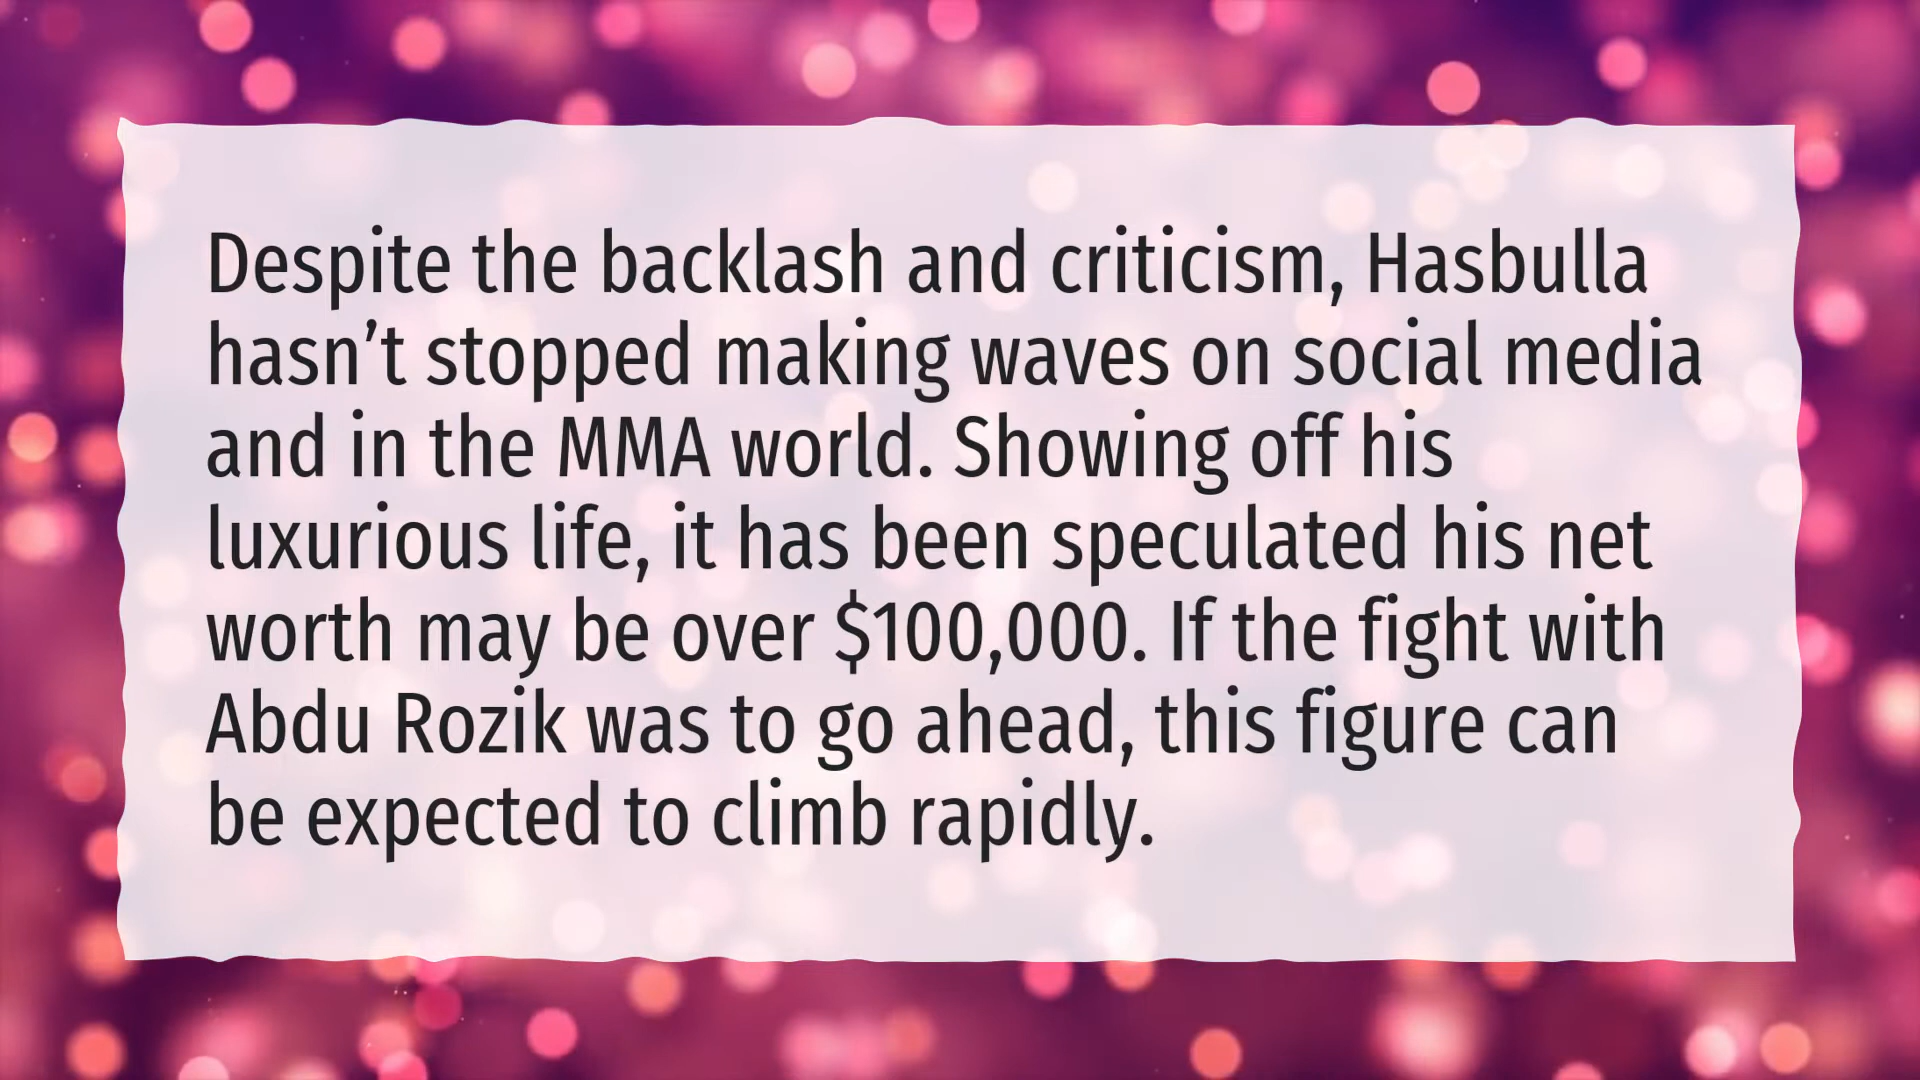 Despite the backlash and criticism, Hasbulla
hasn’t stopped making waves on social media
and in the MMA world. Showing off his
luxurious life, it has been speculated his net
worth may be over $100,000. If the fight with
Abdu Rozik was to go ahead, this figure can
be expected to climb rapidly.